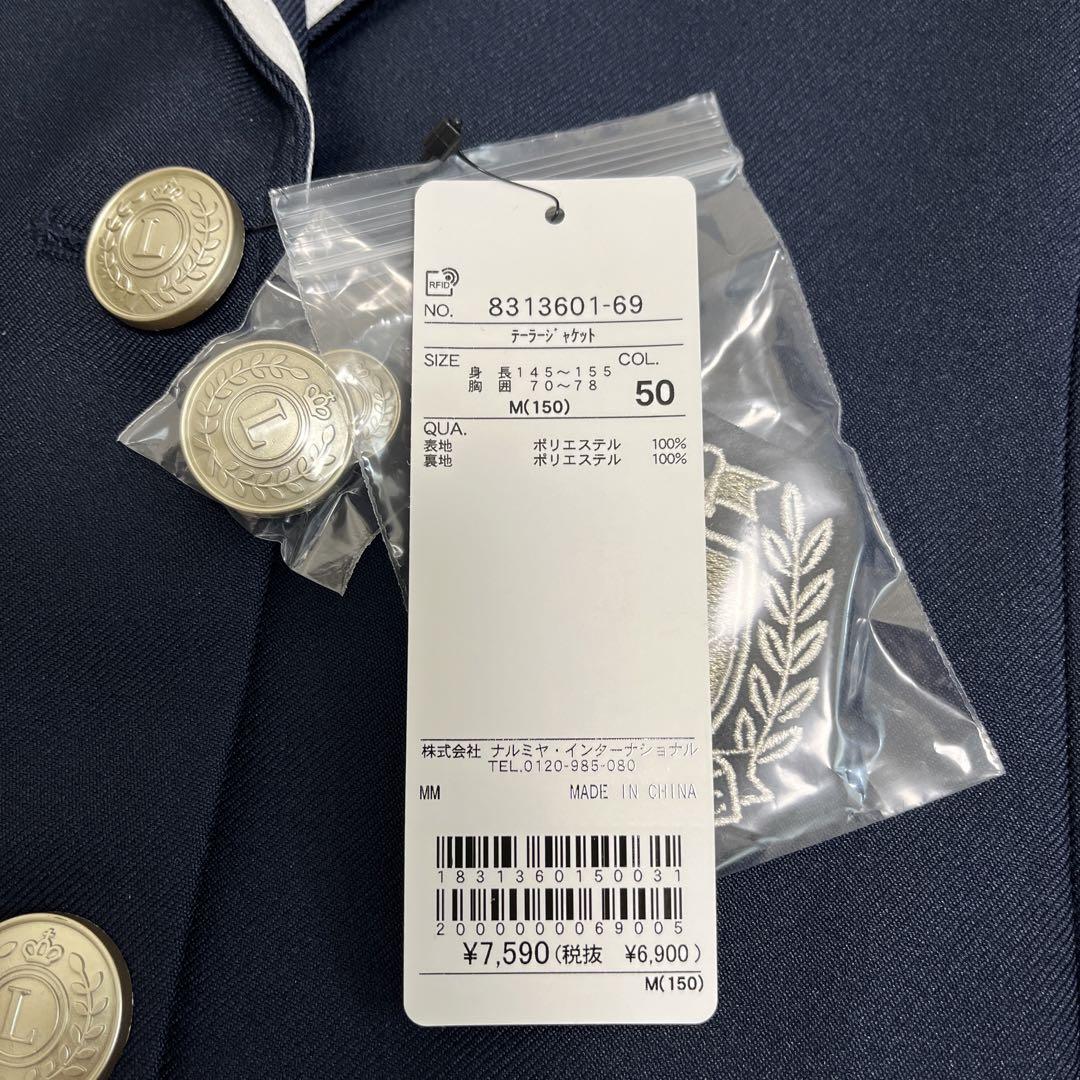 RFID
NO. 8313601-69
テーラージャケット
SIZE COL.
身 長 145~155
胸 囲 70~78
M(150)
50
QUA.
表地 ポリエステル 100%
裏地 ポリエステル 100%
株式会社 ナルミヤ・インターナショナル
TEL.0120-985-080
MM MADE IN CHINA
1831360150031
2000000069005
¥7,590(税抜 ¥6,900)
M(150)
L
L
L